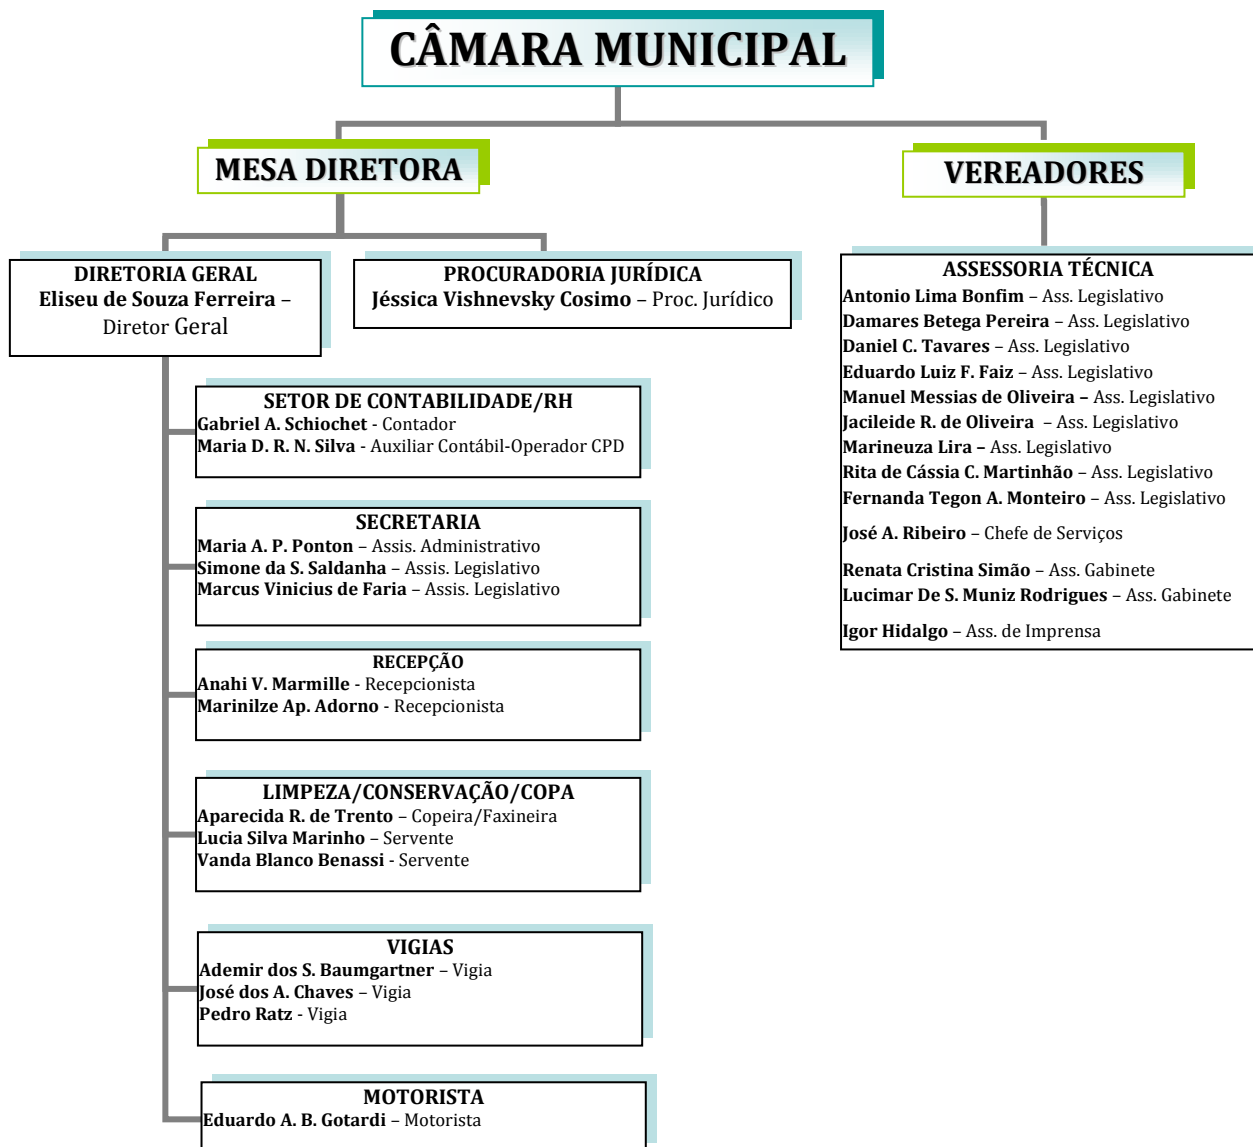 CÂMARA MUNICIPAL
MESA DIRETORA
VEREADORES
DIRETORIA GERAL
Eliseu de Souza Ferreira –
Diretor Geral
PROCURADORIA JURÍDICA
Jéssica Vishnevsky Cosimo – Proc. Jurídico
SETOR DE CONTABILIDADE/RH
Gabriel A. Schiochet - Contador
Maria D. R. N. Silva - Auxiliar Contábil-Operador CPD
SECRETARIA
Maria A. P. Ponton – Assis. Administrativo
Simone da S. Saldanha – Assis. Legislativo
Marcus Vinicius de Faria – Assis. Legislativo
RECEPÇÃO
Anahi V. Marmille - Recepcionista
Marinilze Ap. Adorno - Recepcionista
LIMPEZA/CONSERVAÇÃO/COPA
Aparecida R. de Trento – Copeira/Faxineira
Lucia Silva Marinho – Servente
Vanda Blanco Benassi - Servente
VIGIAS
Ademir dos S. Baumgartner – Vigia
José dos A. Chaves – Vigia
Pedro Ratz - Vigia
MOTORISTA
Eduardo A. B. Gotardi – Motorista
ASSESSORIA TÉCNICA
Antonio Lima Bonfim – Ass. Legislativo
Damares Betega Pereira – Ass. Legislativo
Daniel C. Tavares – Ass. Legislativo
Eduardo Luiz F. Faiz – Ass. Legislativo
Manuel Messias de Oliveira – Ass. Legislativo
Jacileide R. de Oliveira – Ass. Legislativo
Marineuza Lira – Ass. Legislativo
Rita de Cássia C. Martinhão – Ass. Legislativo
Fernanda Tegon A. Monteiro – Ass. Legislativo
José A. Ribeiro – Chefe de Serviços
Renata Cristina Simão – Ass. Gabinete
Lucimar De S. Muniz Rodrigues – Ass. Gabinete
Igor Hidalgo – Ass. de Imprensa